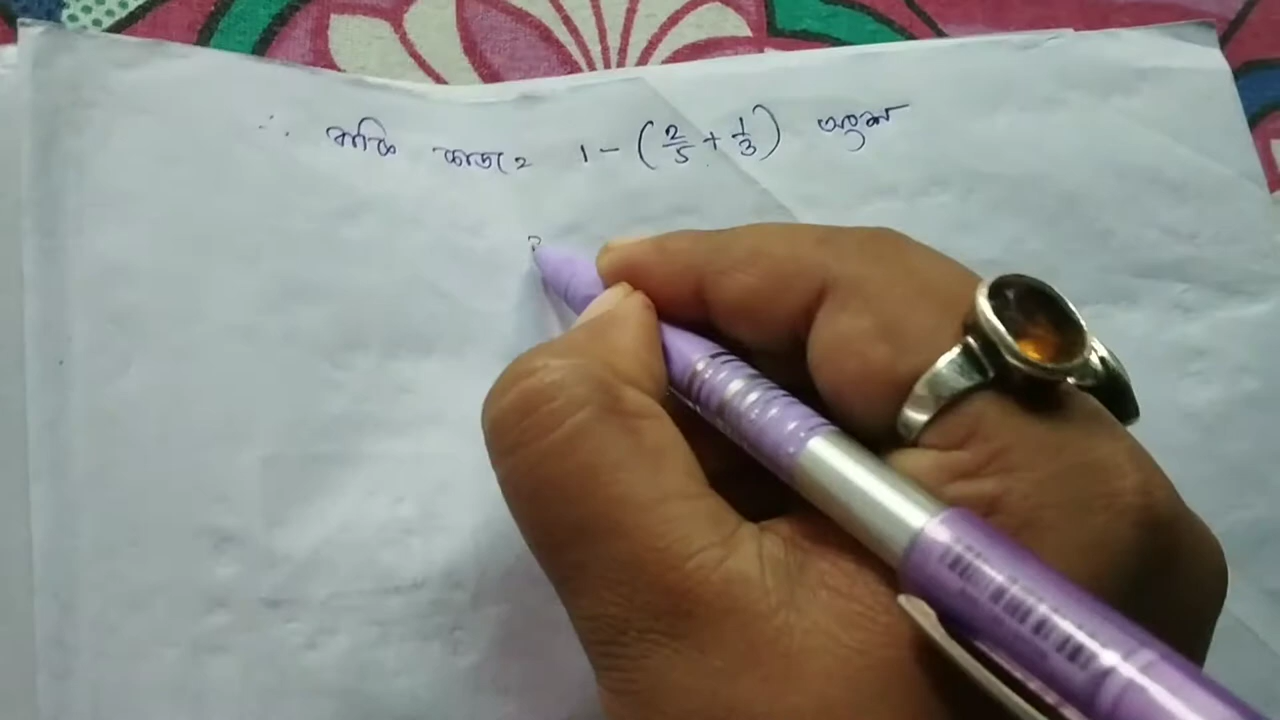 ∴ বাকি কাজ = 1 - (2/5 + 1/3) অংশ